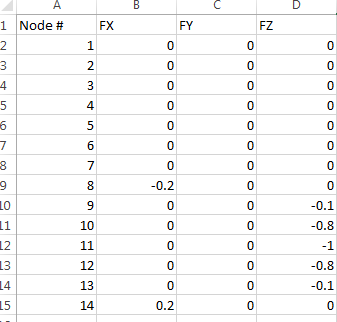 A B C D
1 Node # FX FY FZ
2 1 0 0 0
3 2 0 0 0
4 3 0 0 0
5 4 0 0 0
6 5 0 0 0
7 6 0 0 0
8 7 0 0 0
9 8 -0.2 0 0
10 9 0 0 -0.1
11 10 0 0 -0.8
12 11 0 0 -1
13 12 0 0 -0.8
14 13 0 0 -0.1
15 14 0.2 0 0